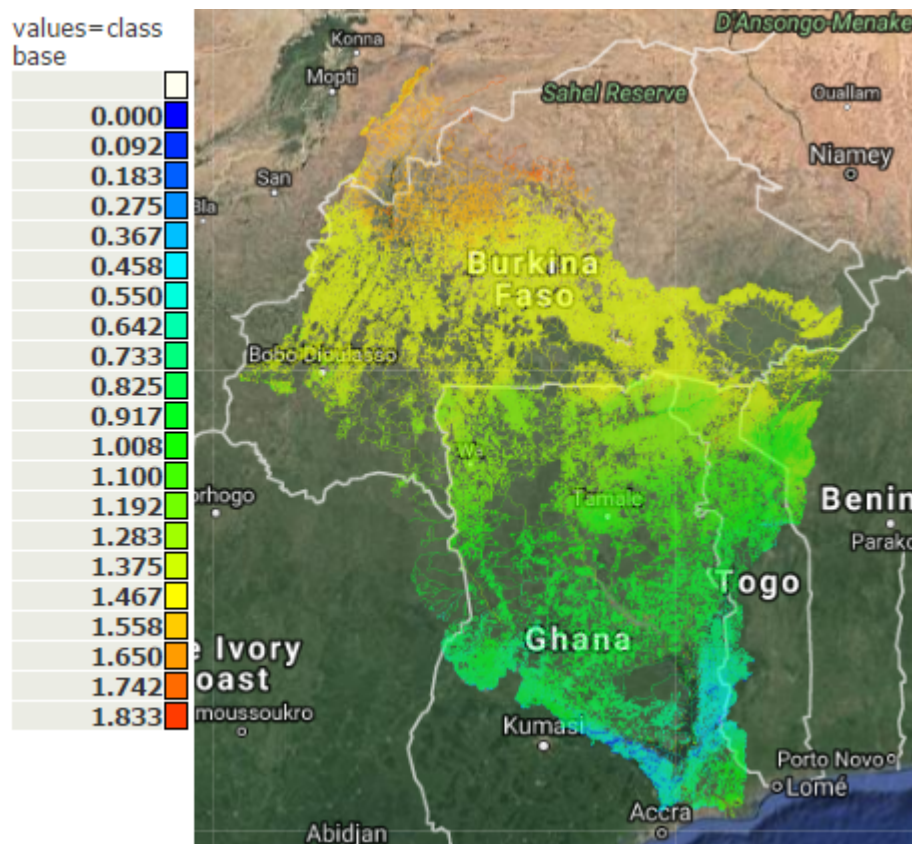 values=class
base
0.000
0.092
0.183
0.275
0.367
0.458
0.550
0.642
0.733
0.825
0.917
1.008
1.100
1.192
1.283
1.375
1.467
1.558
1.650
1.742
1.833
D'Ansongo-Menake
Konna
Mopti
Sahel Reserve
Ouallam
Niamey
San
Bla
Burkina
Faso
Bobo Dioulasso
Wa
orhogo
Tamale
Benin
Parako
Togo
Ghana
e Ivory
oast
moussoukro
Kumasi
Porto Novo
Lomé
Accra
Abidjan